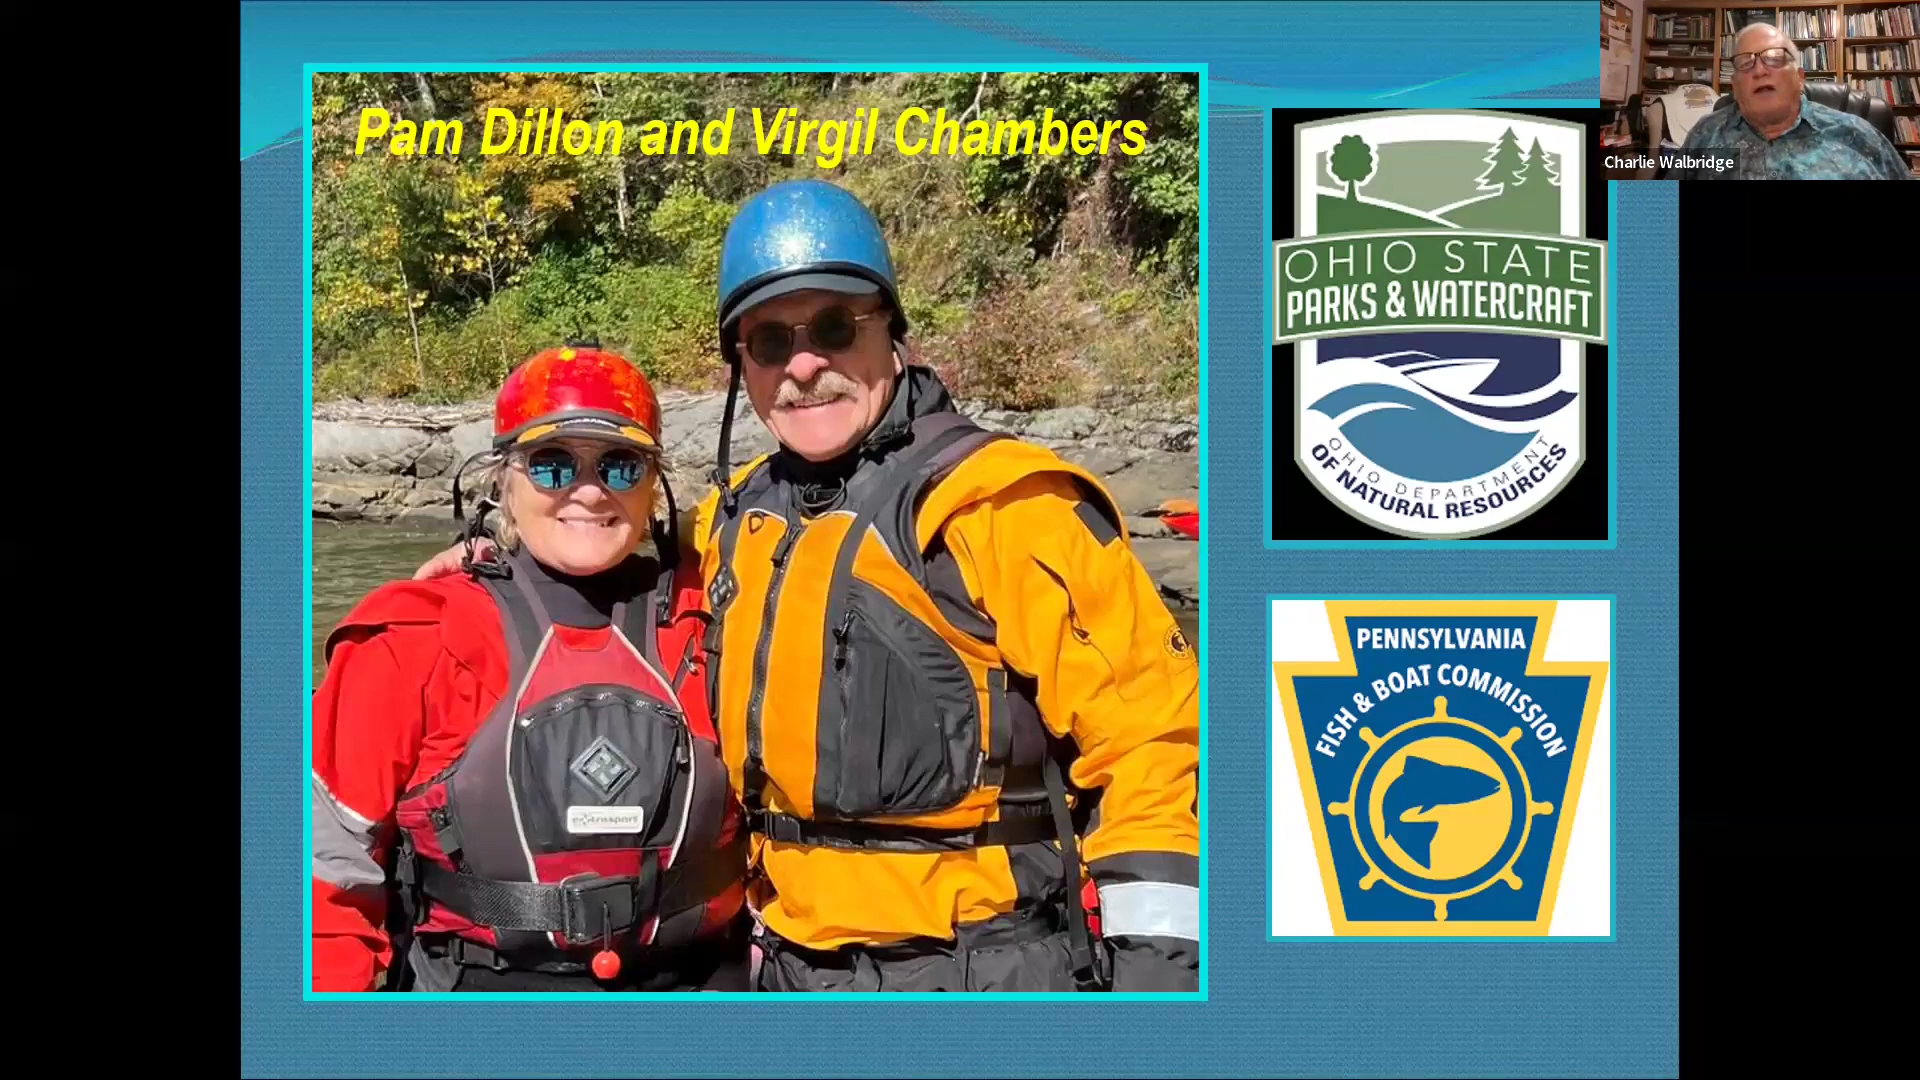 Pam Dillon and Virgil Chambers
OHIO STATE
PARKS & WATERCRAFT
OHIO DEPARTMENT
OF NATURAL RESOURCES
PENNSYLVANIA
FISH & BOAT COMMISSION
Charlie Walbridge